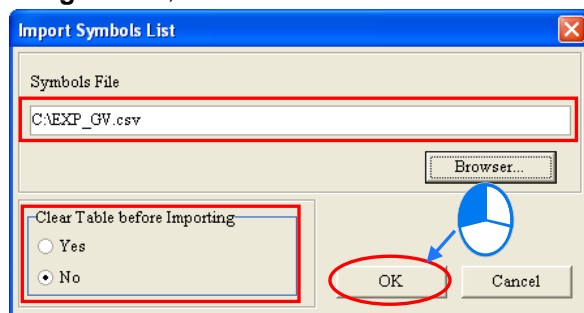 Import Symbols List
Symbols File
C:\EXP_GV.csv
Browser...
Clear Table before Importing
Yes
No
OK
Cancel